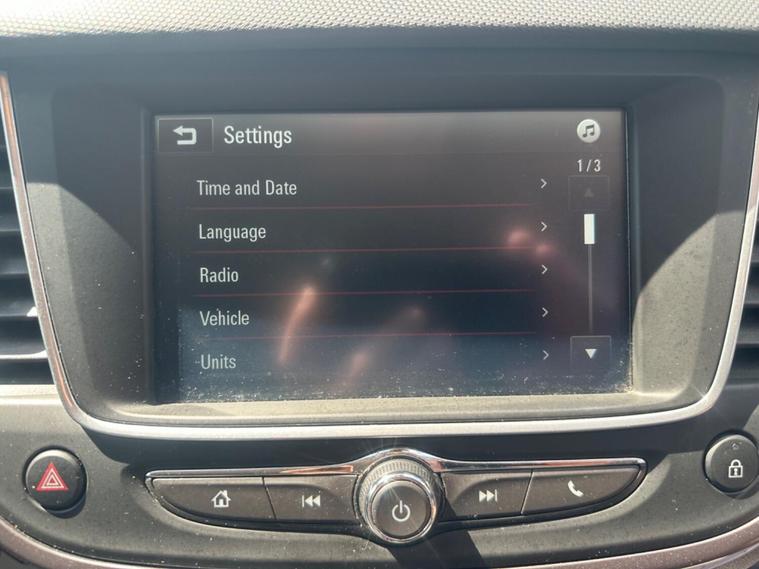 Settings
1/3
Time and Date
Language
Radio
Vehicle
Units